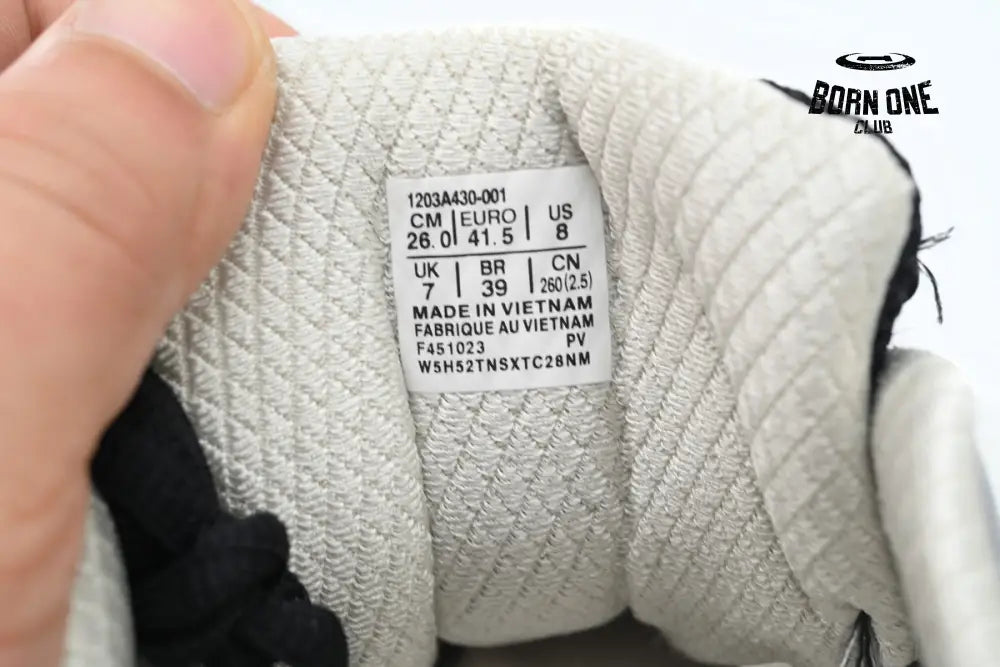 BORN ONE
CLUB
1203A430-001
CM EURO US
26.0 41.5 8
UK BR CN
7 39 260(2.5)
MADE IN VIETNAM
FABRIQUE AU VIETNAM
F451023 PV
W5H52TNSXTC28NM